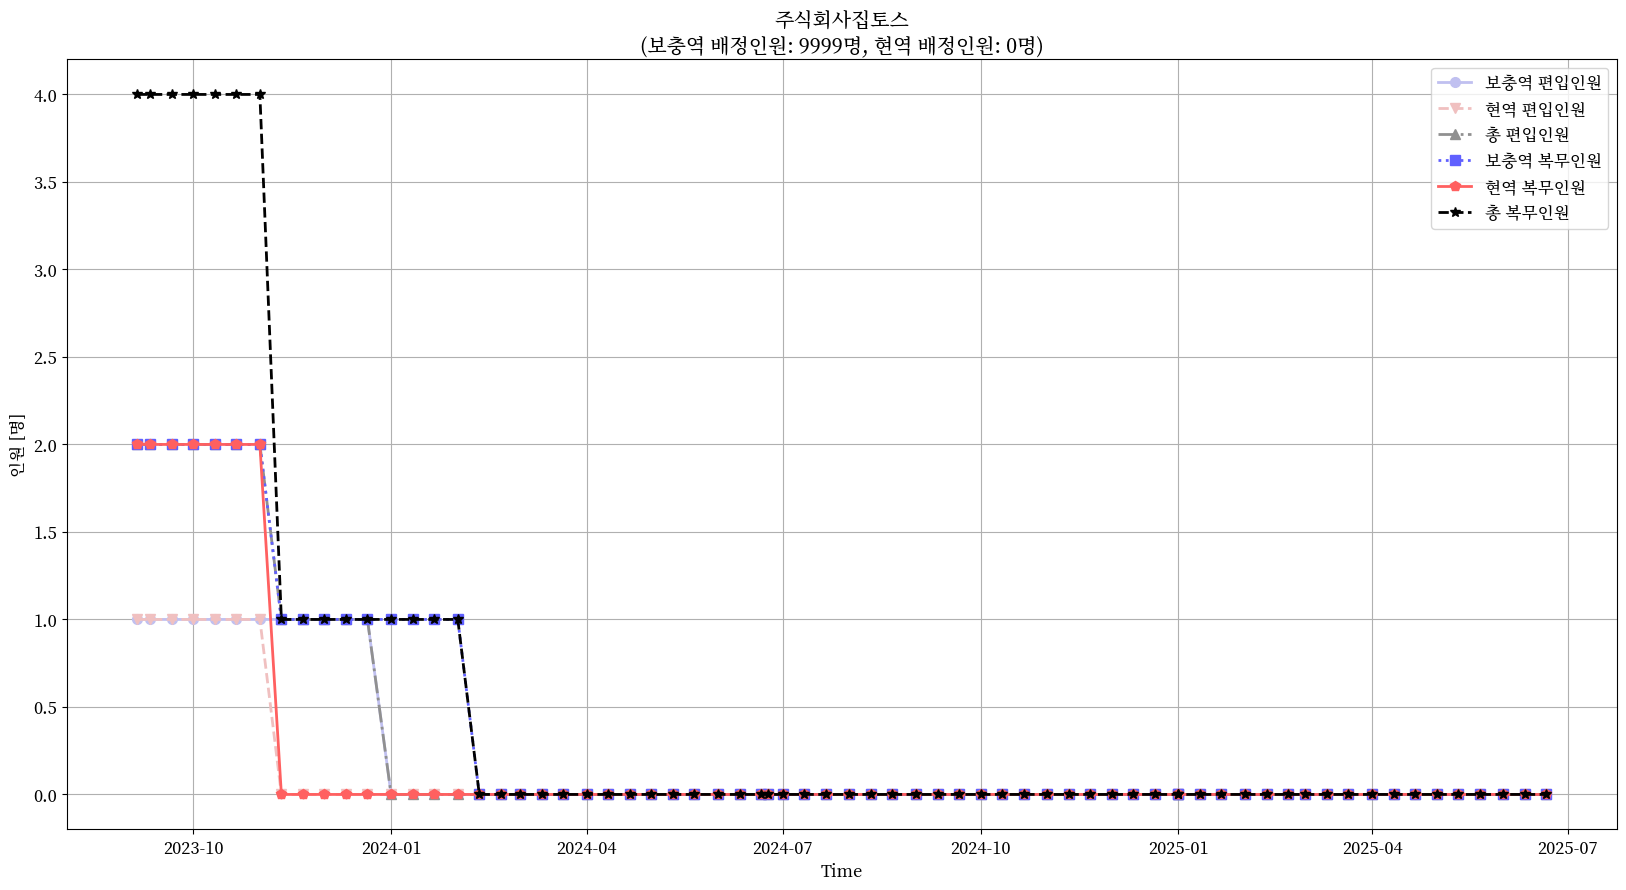 주식회사집토스
(보충역 배정인원: 9999명, 현역 배정인원: 0명)
보충역 편입인원
현역 편입인원
총 편입인원
보충역 복무인원
현역 복무인원
총 복무인원
인원 [명]
4.0
3.5
3.0
2.5
2.0
1.5
1.0
0.5
0.0
2023-10
2024-01
2024-04
2024-07
2024-10
2025-01
2025-04
2025-07
Time